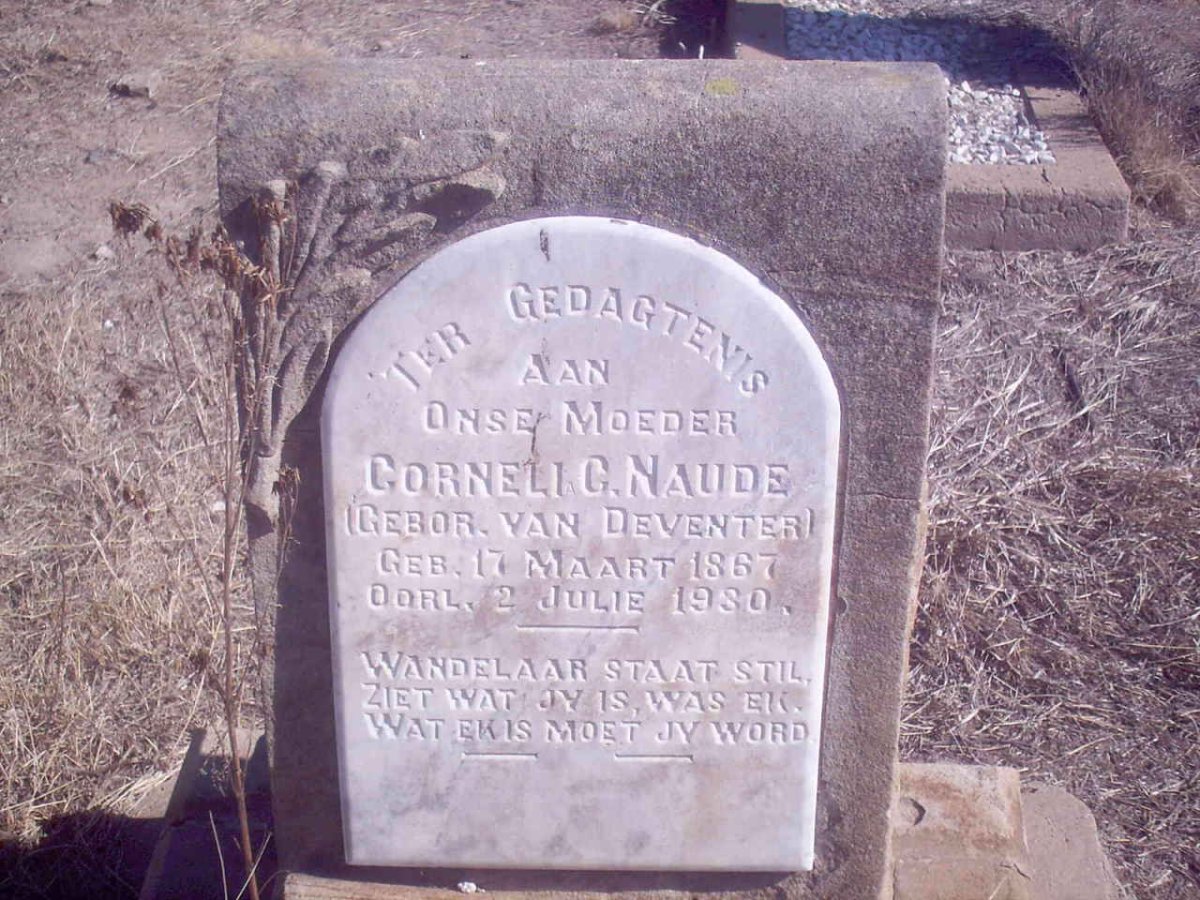 TER GEDAGTENIS
AAN
ONSE MOEDER
CORNELIA C. NAUDE
(GEBOR. VAN DEVENTER)
GEB. 17 MAART 1867
OORL. 2 JULIE 1930.
WANDELAAR STAAT STIL,
ZIET WAT JY IS, WAS EK.
WAT EK IS MOET JY WORD